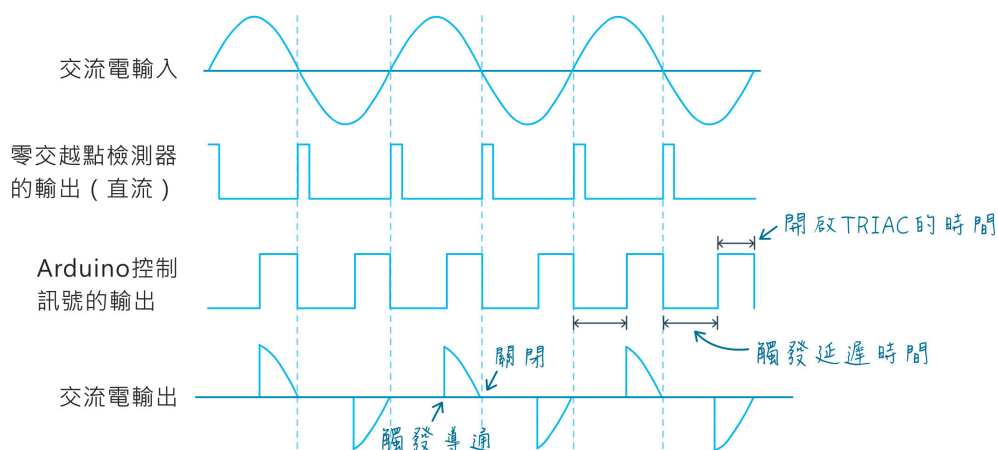 交流電輸入
零交越點檢測器
的輸出（直流）
開啟TRIAC的時間
Arduino控制
訊號的輸出
觸發延遲時間
關閉
交流電輸出
觸發導通